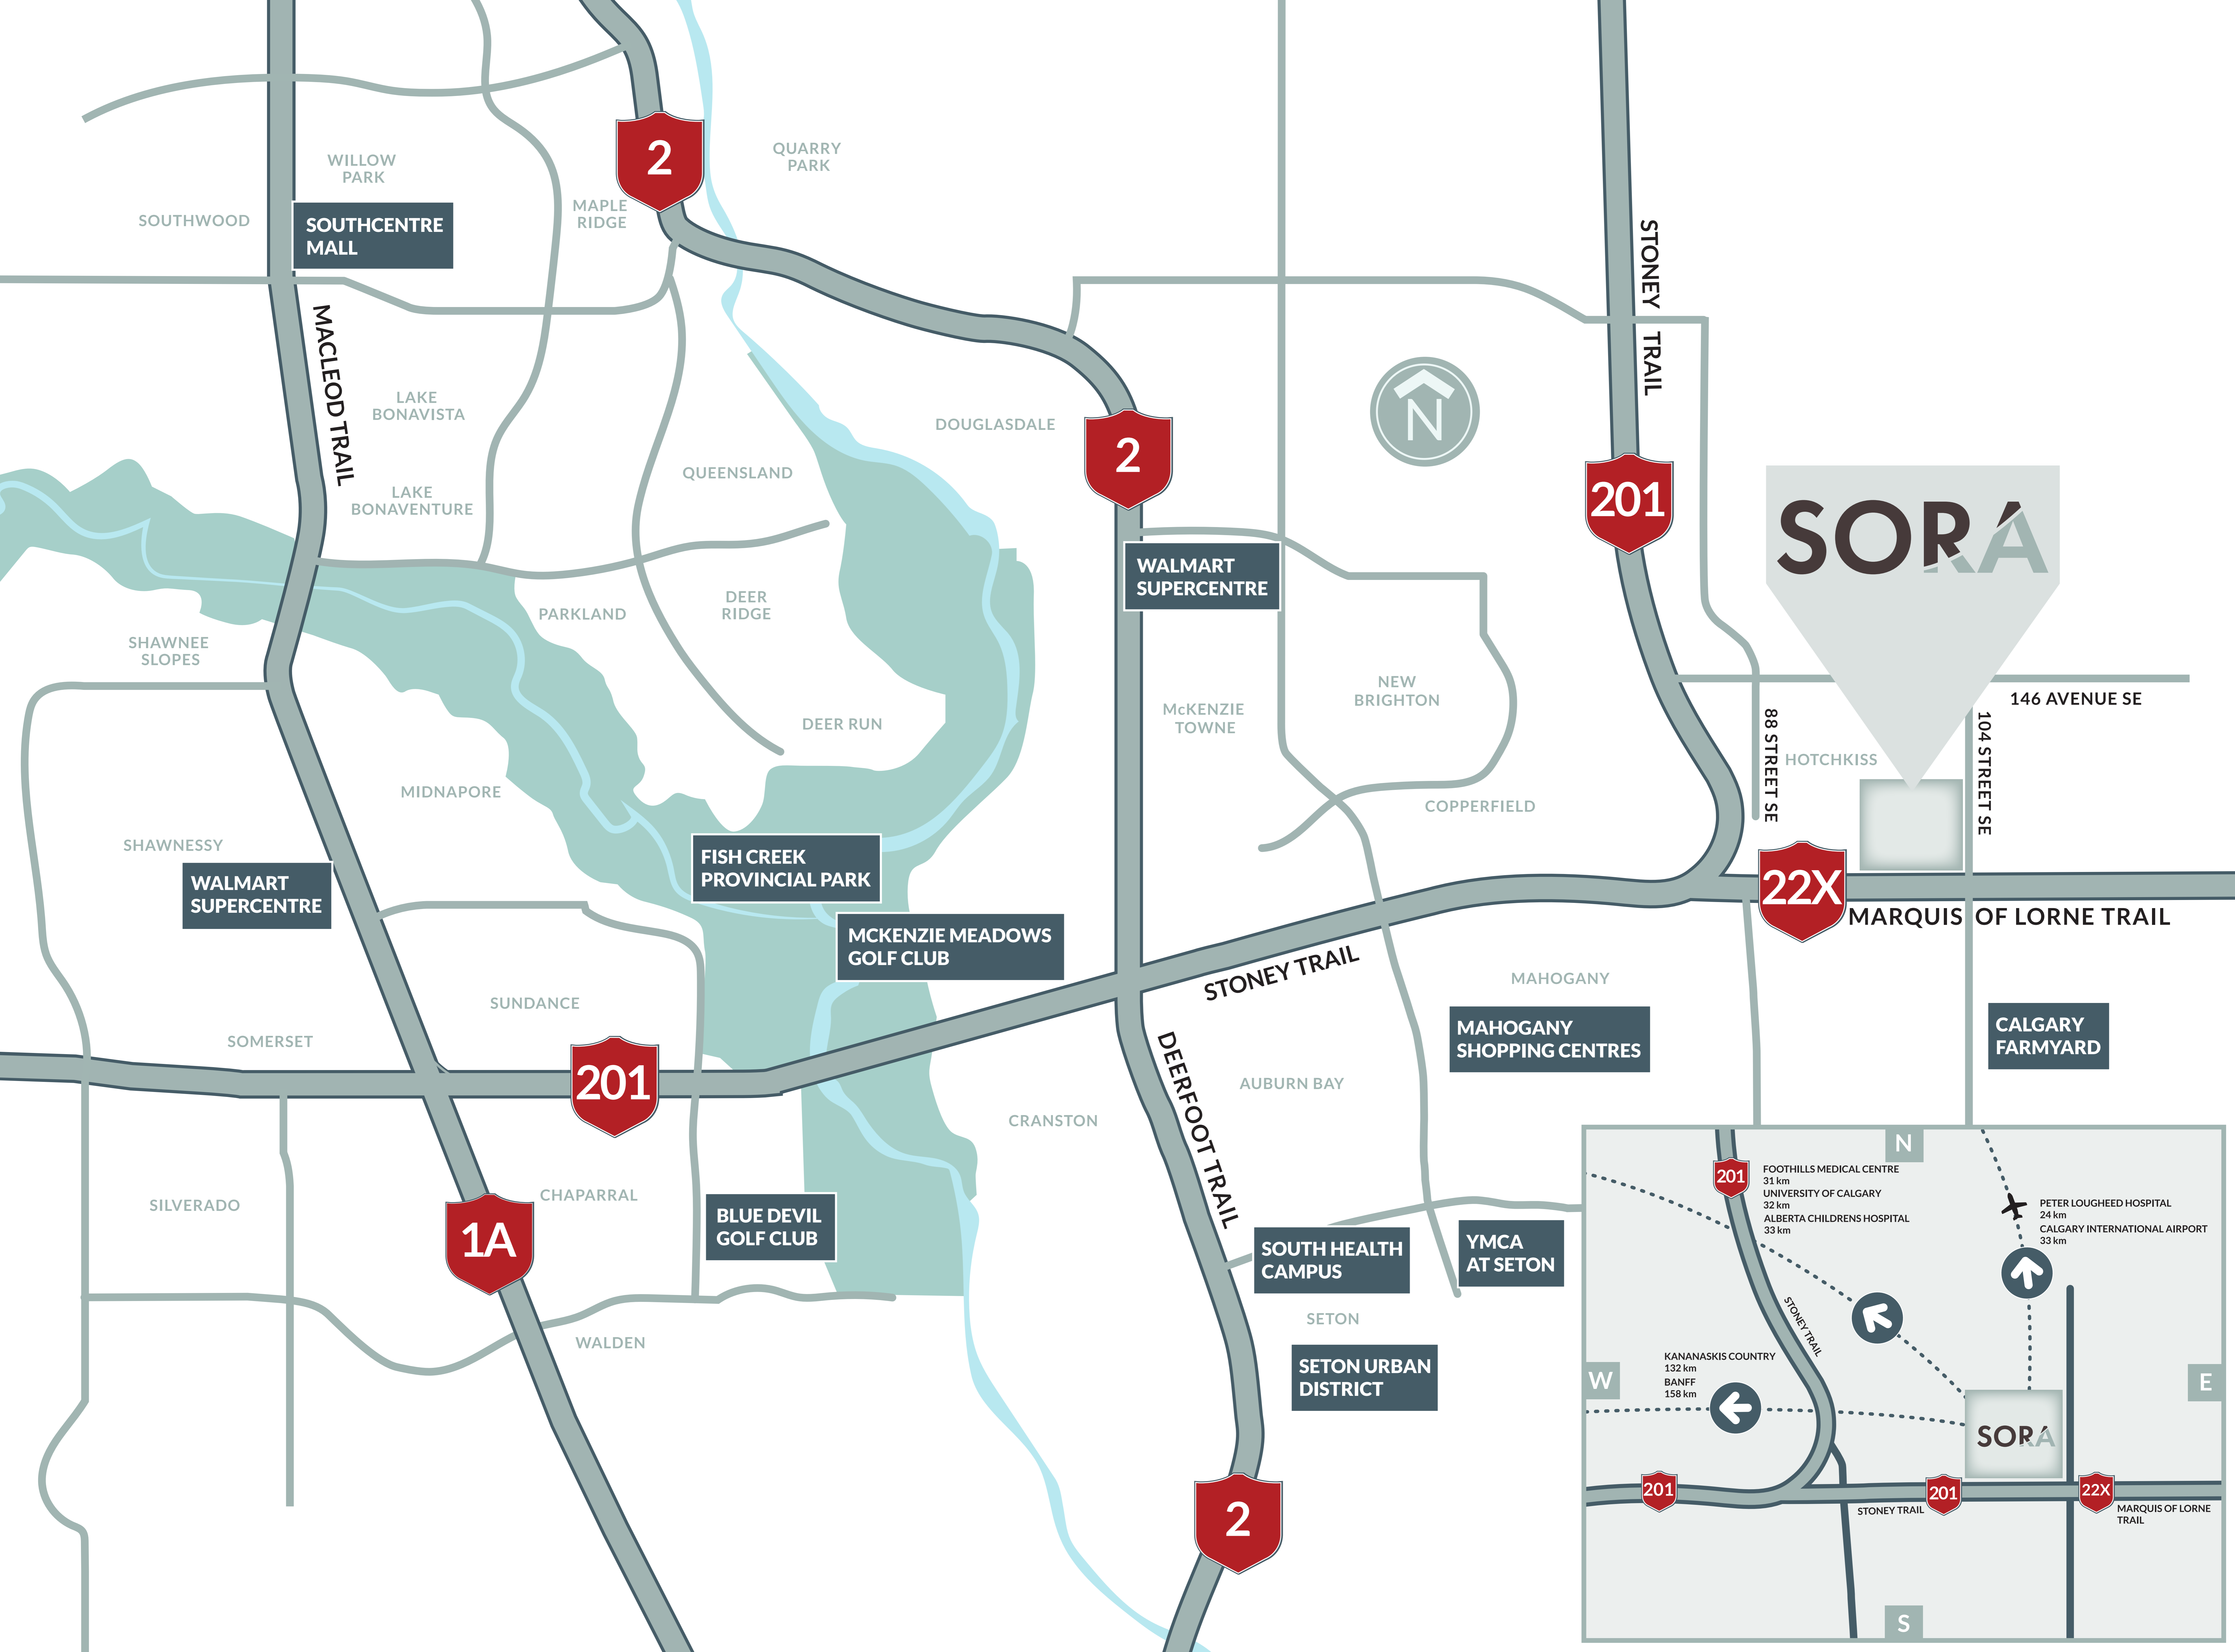 2
QUARRY
PARK
WILLOW
PARK
SOUTHWOOD
SOUTHCENTRE
MALL
MAPLE
RIDGE
STONEY TRAIL
MACLEOD TRAIL
LAKE
BONAVISTA
DOUGLASDALE
2
N
QUEENSLAND
LAKE
BONAVENTURE
201
SORA
WALMART
SUPERCENTRE
DEER
RIDGE
PARKLAND
SHAWNEE
SLOPES
NEW
BRIGHTON
McKENZIE
TOWNE
DEER RUN
146 AVENUE SE
88 STREET SE
104 STREET SE
HOTCHKISS
MIDNAPORE
COPPERFIELD
SHAWNESSY
WALMART
SUPERCENTRE
FISH CREEK
PROVINCIAL PARK
22X
MARQUIS OF LORNE TRAIL
MCKENZIE MEADOWS
GOLF CLUB
STONEY TRAIL
MAHOGANY
SUNDANCE
MAHOGANY
SHOPPING CENTRES
CALGARY
FARMYARD
SOMERSET
201
DEERFOOT TRAIL
AUBURN BAY
CRANSTON
SILVERADO
CHAPARRAL
1A
BLUE DEVIL
GOLF CLUB
SOUTH HEALTH
CAMPUS
YMCA
AT SETON
SETON
WALDEN
SETON URBAN
DISTRICT
2
N
201
FOOTHILLS MEDICAL CENTRE
31 km
UNIVERSITY OF CALGARY
32 km
ALBERTA CHILDRENS HOSPITAL
33 km
PETER LOUGHEED HOSPITAL
24 km
CALGARY INTERNATIONAL AIRPORT
33 km
STONEY TRAIL
KANANASKIS COUNTRY
132 km
BANFF
158 km
W
E
SORA
201
201
22X
STONEY TRAIL
MARQUIS OF LORNE
TRAIL
S